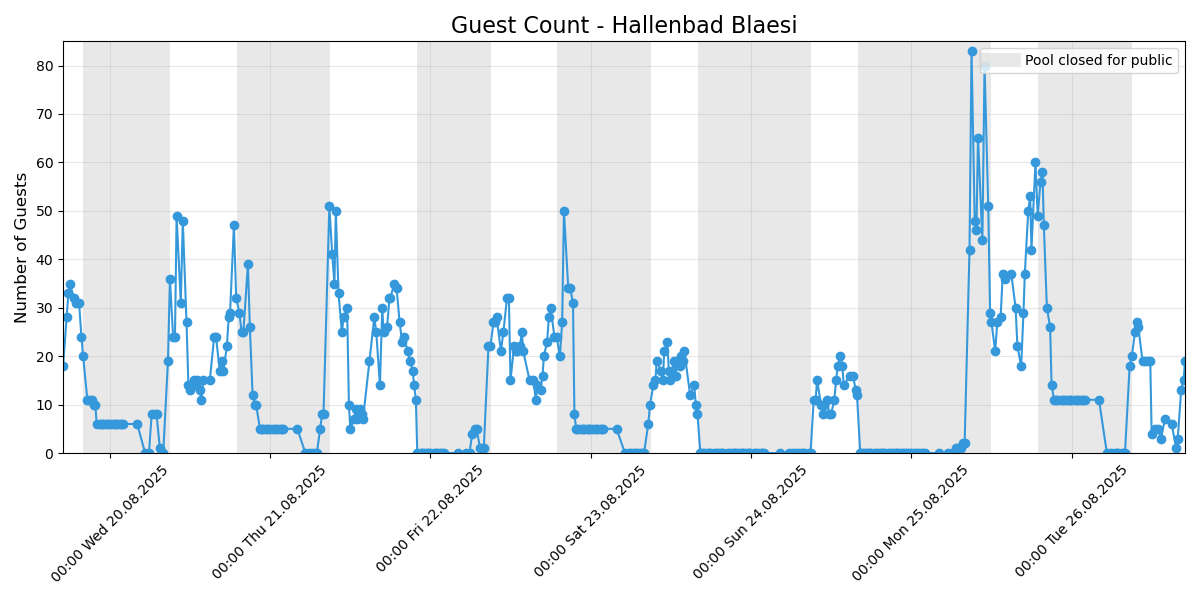 Guest Count - Hallenbad Blaesi
Pool closed for public
Number of Guests
80
70
60
50
40
30
20
10
0
00:00 Wed 20.08.2025
00:00 Thu 21.08.2025
00:00 Fri 22.08.2025
00:00 Sat 23.08.2025
00:00 Sun 24.08.2025
00:00 Mon 25.08.2025
00:00 Tue 26.08.2025